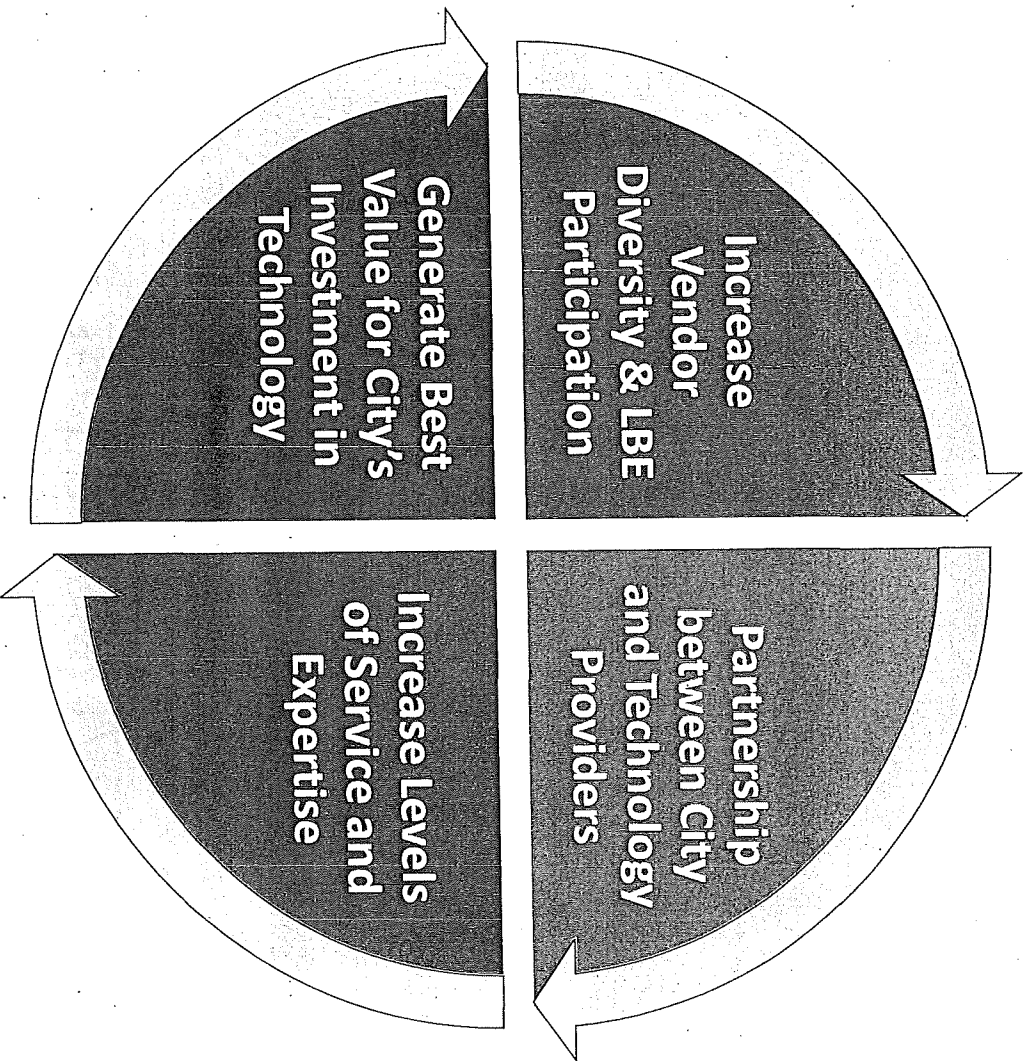 Increase
Vendor
Diversity & LBE
Participation
Partnership
between City
and Technology
Providers
Increase Levels
of Service and
Expertise
Generate Best
Value for City's
Investment in
Technology